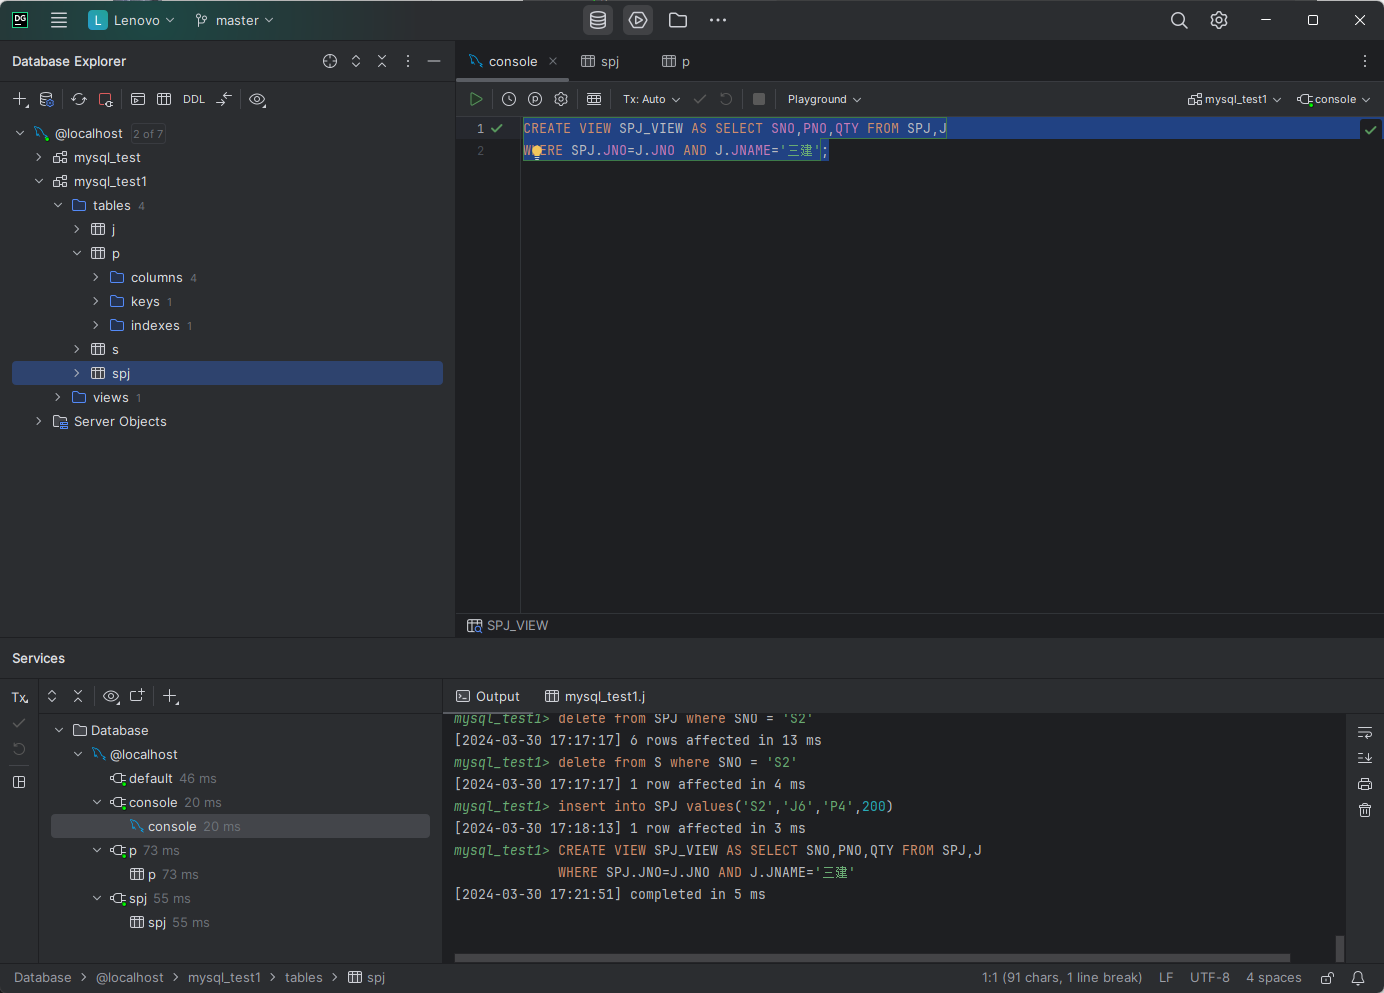 DG
L Lenovo
master
Database Explorer
DDL
@localhost 2 of 7
mysql_test
mysql_test1
tables 4
j
p
columns 4
keys 1
indexes 1
s
spj
views 1
Server Objects
console
spj
p
Tx: Auto
Playground
mysql_test1
console
1 CREATE VIEW SPJ_VIEW AS SELECT SNO,PNO,QTY FROM SPJ,J
2 WHERE SPJ.JNO=J.JNO AND J.JNAME='三建';
SPJ_VIEW
Services
Tx
Database
@localhost
default 46 ms
console 20 ms
console 20 ms
p 73 ms
p 73 ms
spj 55 ms
spj 55 ms
Output
mysql_test1.j
mysql_test1> delete from SPJ where SNO = 'S2'
[2024-03-30 17:17:17] 6 rows affected in 13 ms
mysql_test1> delete from S where SNO = 'S2'
[2024-03-30 17:17:17] 1 row affected in 4 ms
mysql_test1> insert into SPJ values('S2','J6','P4',200)
[2024-03-30 17:18:13] 1 row affected in 3 ms
mysql_test1> CREATE VIEW SPJ_VIEW AS SELECT SNO,PNO,QTY FROM SPJ,J
WHERE SPJ.JNO=J.JNO AND J.JNAME='三建'
[2024-03-30 17:21:51] completed in 5 ms
Database > @localhost > mysql_test1 > tables > spj
1:1 (91 chars, 1 line break)
LF
UTF-8
4 spaces